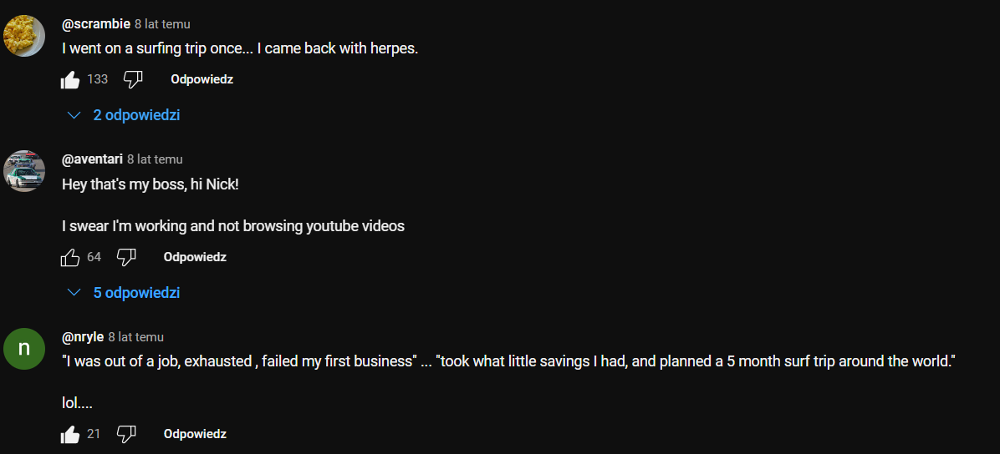 @scrambie 8 lat temu
I went on a surfing trip once... I came back with herpes.
133 Odpowiedz
2 odpowiedzi
@aventari 8 lat temu
Hey that's my boss, hi Nick!
I swear I'm working and not browsing youtube videos
64 Odpowiedz
5 odpowiedzi
n
@nryle 8 lat temu
"I was out of a job, exhausted , failed my first business" ... "took what little savings I had, and planned a 5 month surf trip around the world."
lol....
21 Odpowiedz